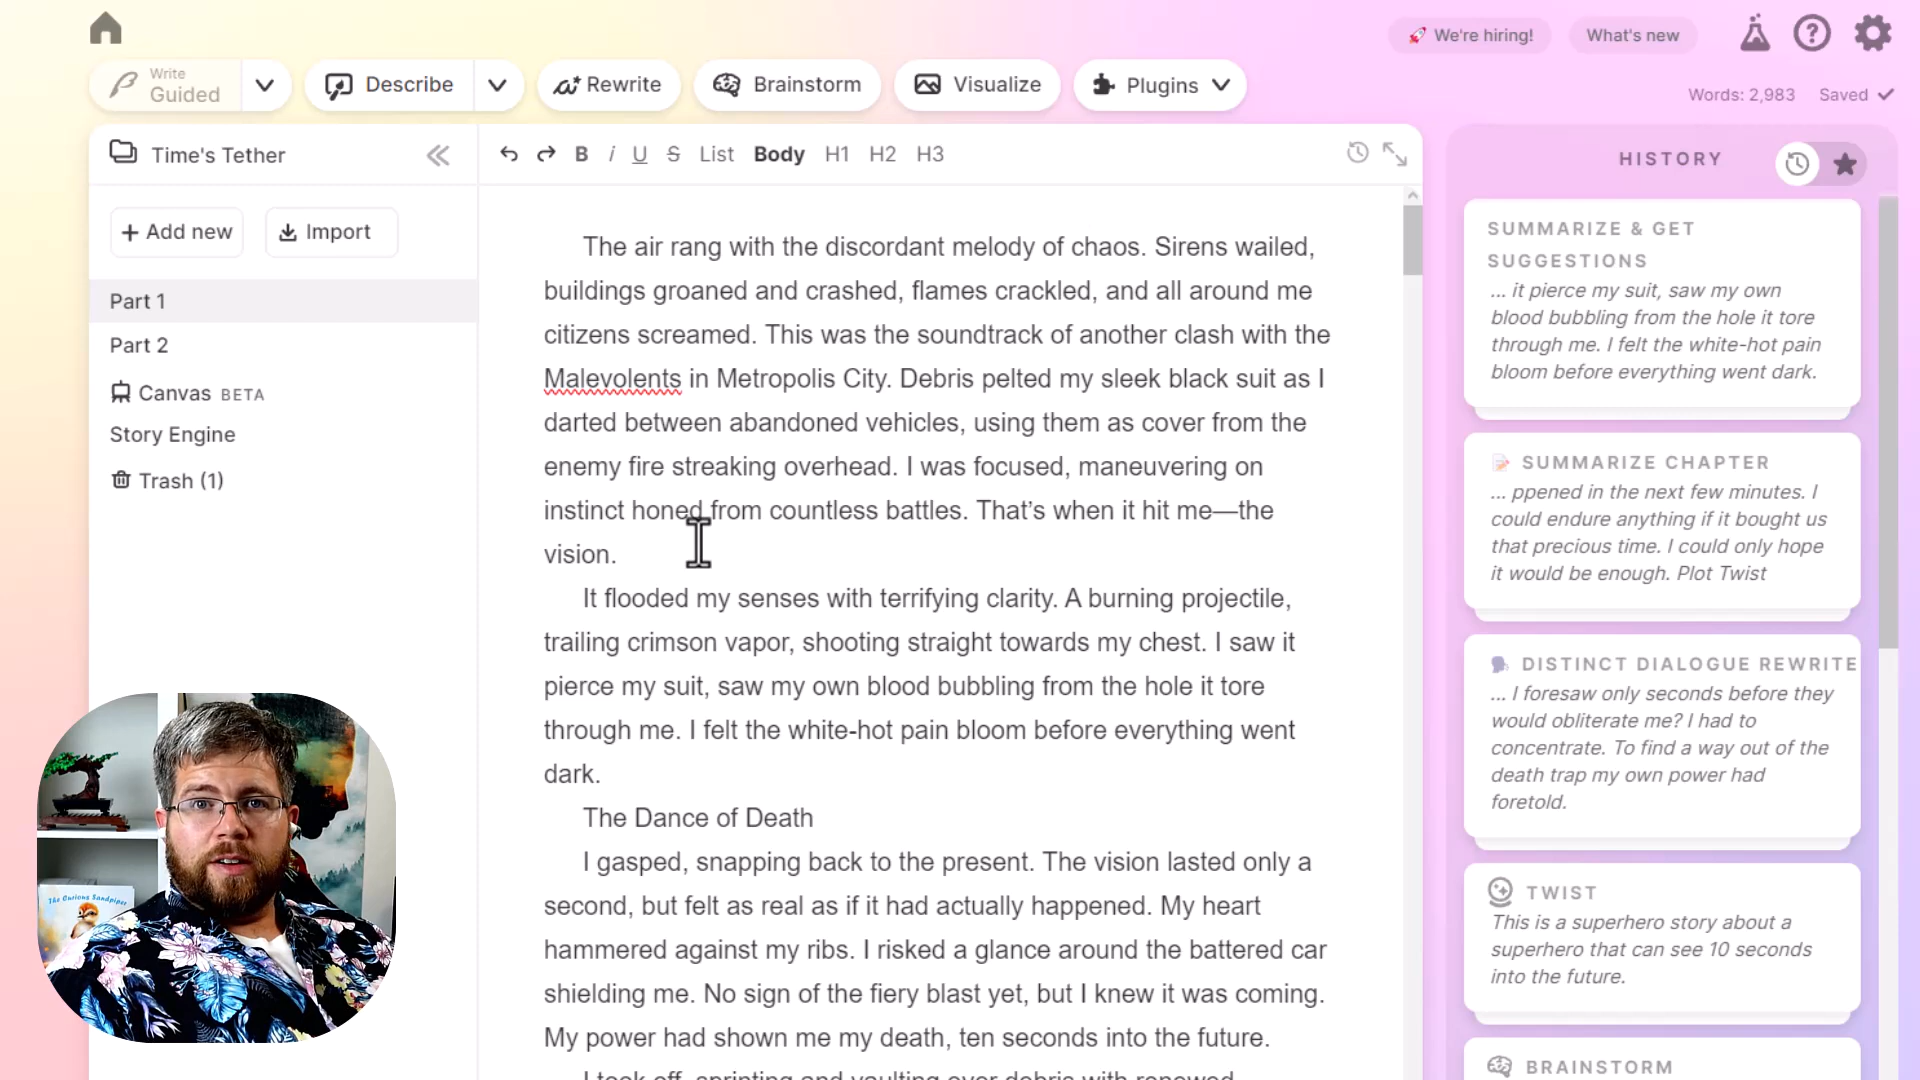 We're hiring!
What's new
Write
Guided
Describe
Rewrite
Brainstorm
Visualize
Plugins
Words: 2,983 Saved
Time's Tether
B i U S List Body H1 H2 H3
HISTORY
+ Add new
Import
Part 1
Part 2
Canvas BETA
Story Engine
Trash (1)
The air rang with the discordant melody of chaos. Sirens wailed,
buildings groaned and crashed, flames crackled, and all around me
citizens screamed. This was the soundtrack of another clash with the
Malevolents in Metropolis City. Debris pelted my sleek black suit as I
darted between abandoned vehicles, using them as cover from the
enemy fire streaking overhead. I was focused, maneuvering on
instinct honed from countless battles. That’s when it hit me—the
vision.
It flooded my senses with terrifying clarity. A burning projectile,
trailing crimson vapor, shooting straight towards my chest. I saw it
pierce my suit, saw my own blood bubbling from the hole it tore
through me. I felt the white-hot pain bloom before everything went
dark.
The Dance of Death
I gasped, snapping back to the present. The vision lasted only a
second, but felt as real as if it had actually happened. My heart
hammered against my ribs. I risked a glance around the battered car
shielding me. No sign of the fiery blast yet, but I knew it was coming.
My power had shown me my death, ten seconds into the future.
I took off, sprinting and vaulting over debris with renewed
SUMMARIZE & GET
SUGGESTIONS
... it pierce my suit, saw my own
blood bubbling from the hole it tore
through me. I felt the white-hot pain
bloom before everything went dark.
SUMMARIZE CHAPTER
... ppened in the next few minutes. I
could endure anything if it bought us
that precious time. I could only hope
it would be enough. Plot Twist
DISTINCT DIALOGUE REWRITE
... I foresaw only seconds before they
would obliterate me? I had to
concentrate. To find a way out of the
death trap my own power had
foretold.
TWIST
This is a superhero story about a
superhero that can see 10 seconds
into the future.
BRAINSTORM
The Curious Sandpiper